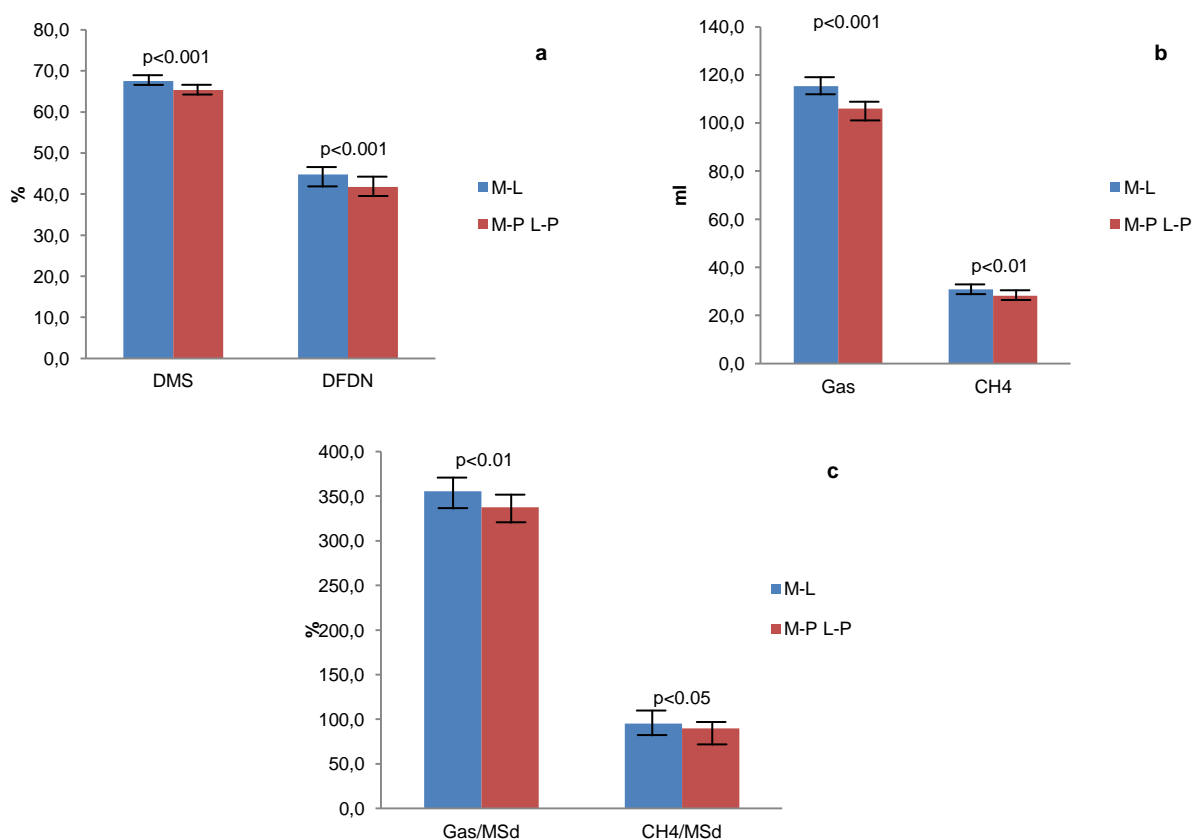 a
80,0
70,0
60,0
50,0
40,0
30,0
20,0
10,0
0,0
%
p<0.001
p<0.001
DMS DFDN
M-L
M-P L-P
b
140,0
120,0
100,0
80,0
60,0
40,0
20,0
0,0
ml
p<0.001
p<0.01
Gas CH4
M-L
M-P L-P
c
400,0
350,0
300,0
250,0
200,0
150,0
100,0
50,0
0,0
%
p<0.01
p<0.05
Gas/MSd CH4/MSd
M-L
M-P L-P